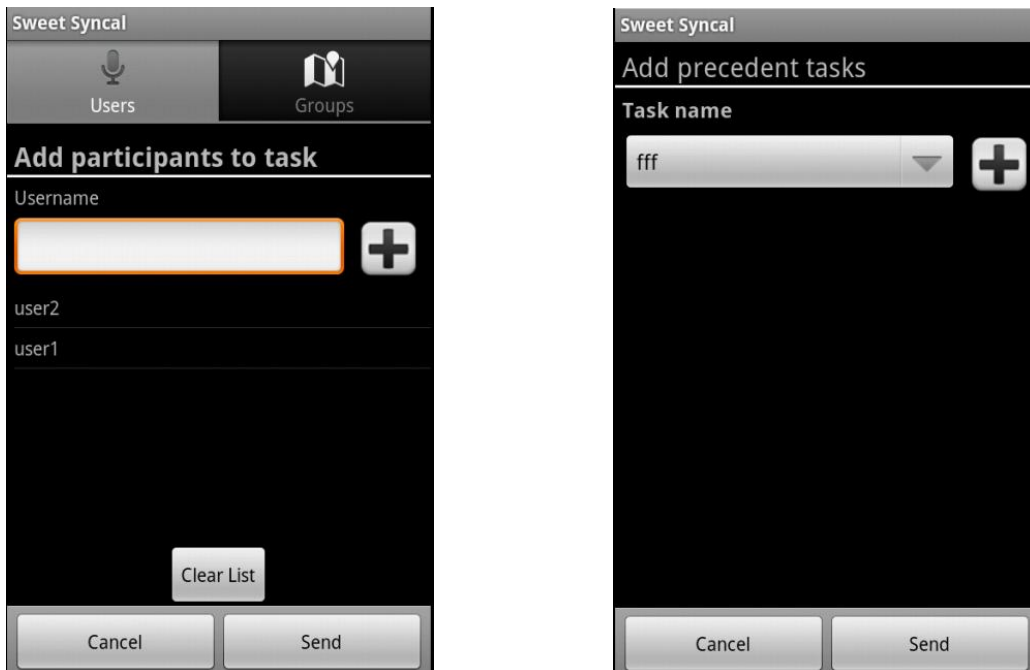 Sweet Syncal
Users Groups
Add participants to task
Username
user2
user1
Clear List
Cancel Send
Sweet Syncal
Add precedent tasks
Task name
fff
Cancel Send